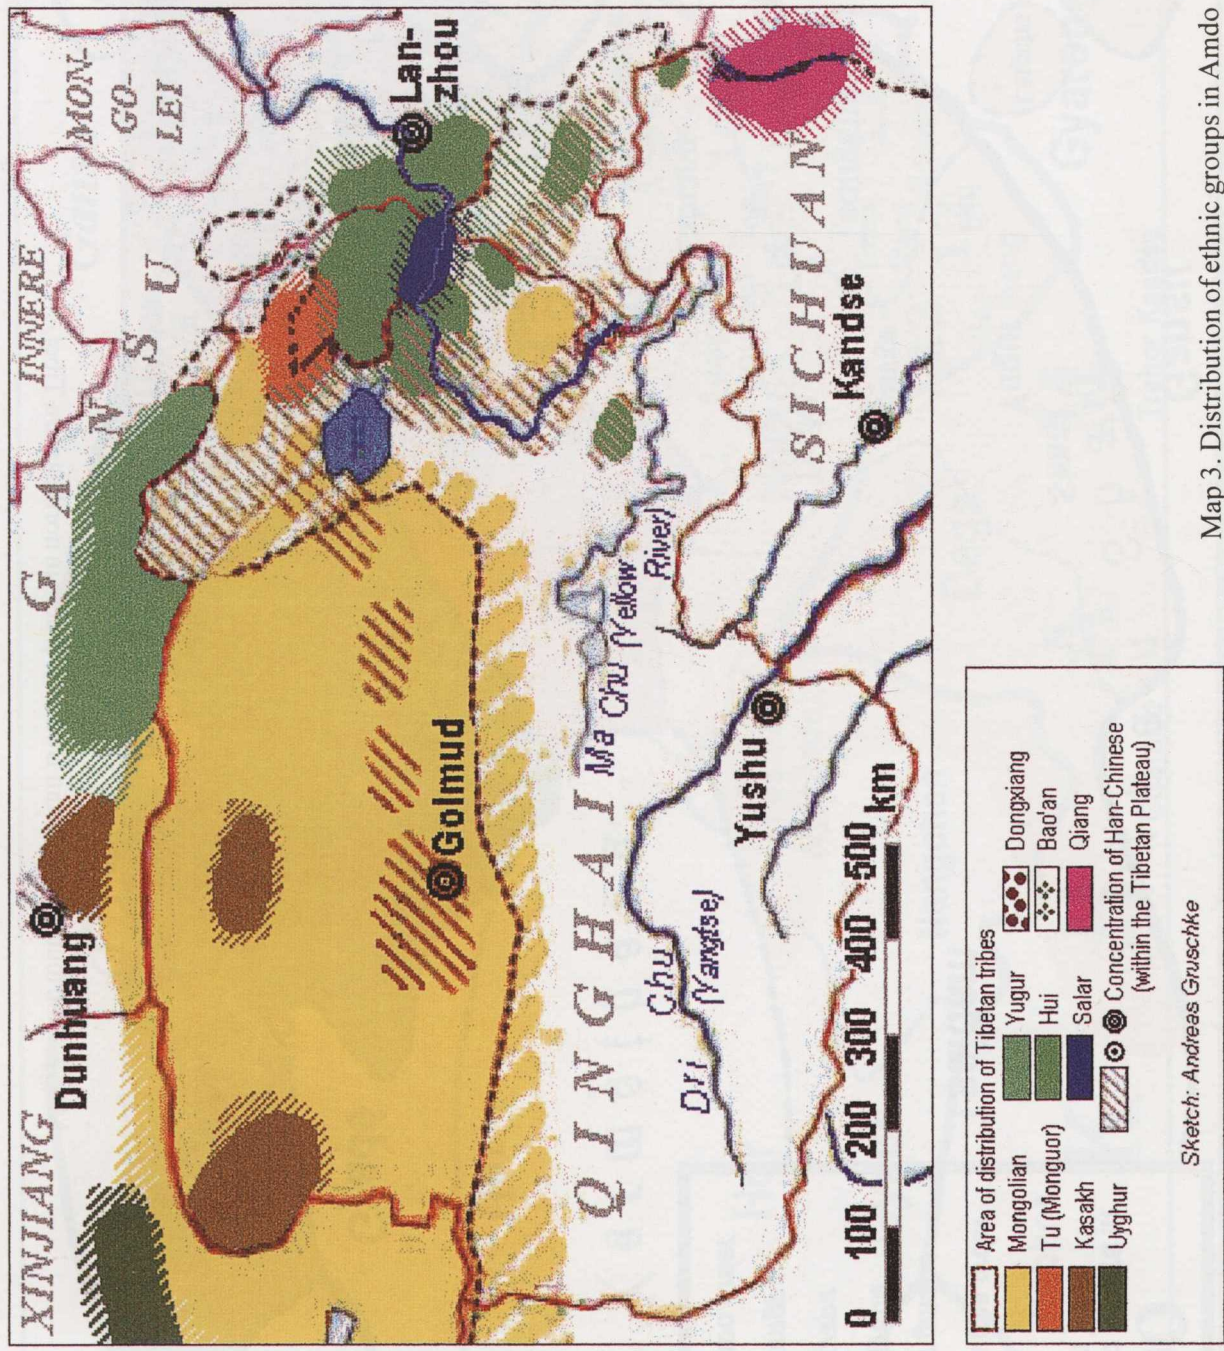 XINJIANG
Dunhuang
G A N S U
INNERE
MON-
GO-
LEI
Lan-
zhou
Golmud
Q I N G H A I
Ma Chu (Yellow
River)
Dri Chu
(Yangtse)
Yushu
S I C H U A N
Kandse
0 100 200 300 400 500 km
Area of distribution of Tibetan tribes
Mongolian
Tu (Monguor)
Kasakh
Uyghur
Yugur
Hui
Salar
Dongxiang
Bao'an
Qiang
Concentration of Han-Chinese
(within the Tibetan Plateau)
Sketch: Andreas Gruschke
Map 3. Distribution of ethnic groups in Amdo